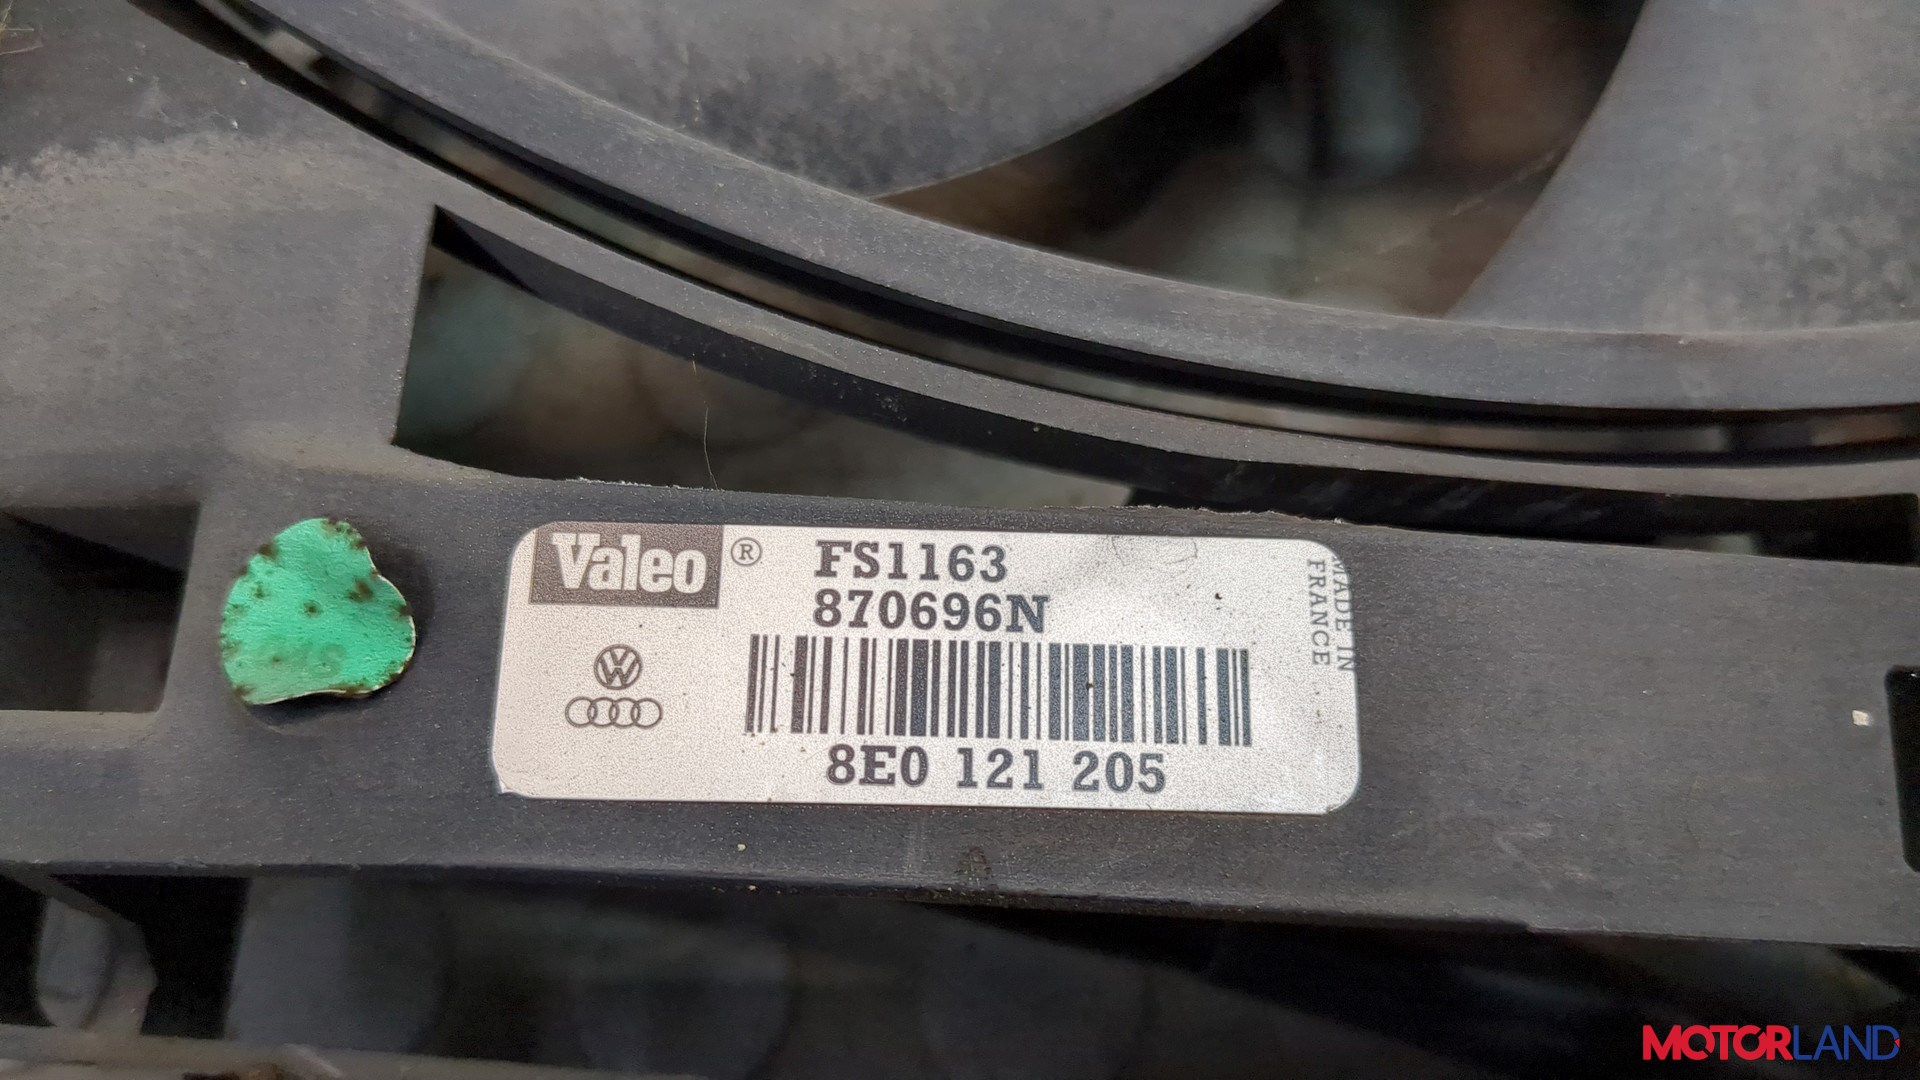 Valeo ®
FS1163
870696N
MADE IN
FRANCE
8E0 121 205
MOTORLAND